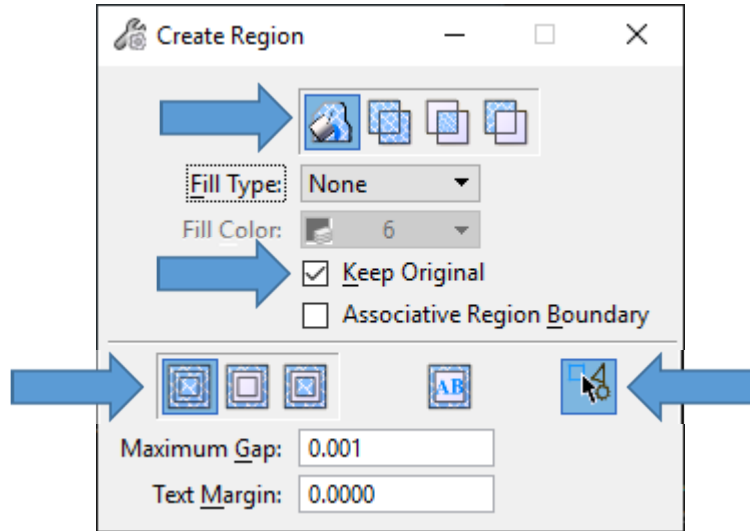 Create Region
Fill Type: None
Fill Color: 6
Keep Original
Associative Region Boundary
AB
Maximum Gap: 0.001
Text Margin: 0.0000